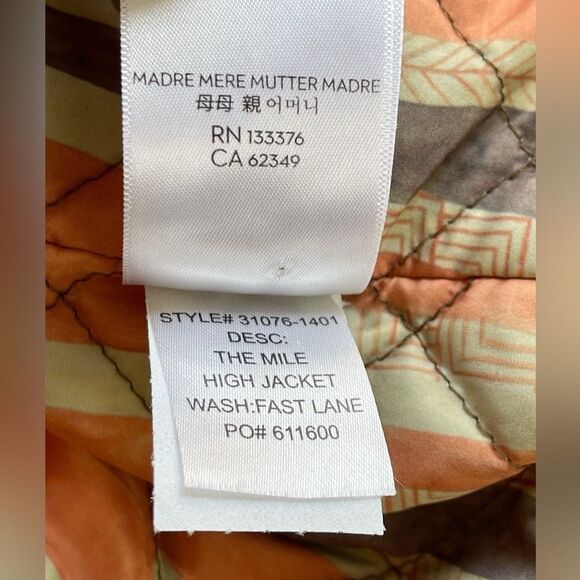 MADRE MERE MUTTER MADRE
母母 親 어머니
RN 133376
CA 62349
STYLE# 31076-1401
DESC:
THE MILE
HIGH JACKET
WASH:FAST LANE
PO# 611600